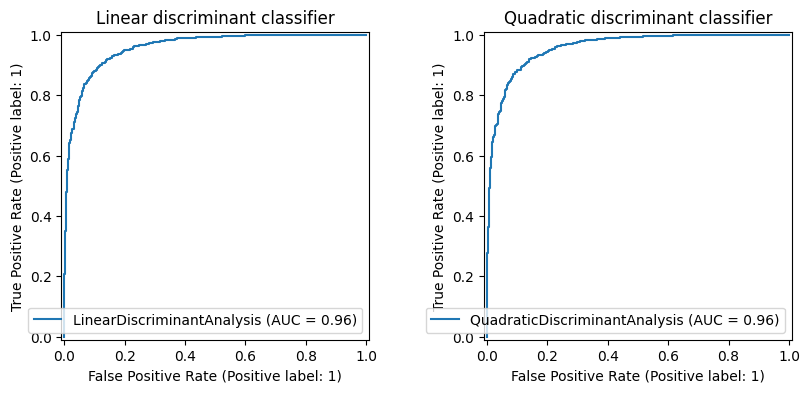 Linear discriminant classifier
True Positive Rate (Positive label: 1)
1.0
0.8
0.6
0.4
0.2
0.0
LinearDiscriminantAnalysis (AUC = 0.96)
0.0 0.2 0.4 0.6 0.8 1.0
False Positive Rate (Positive label: 1)
Quadratic discriminant classifier
True Positive Rate (Positive label: 1)
1.0
0.8
0.6
0.4
0.2
0.0
QuadraticDiscriminantAnalysis (AUC = 0.96)
0.0 0.2 0.4 0.6 0.8 1.0
False Positive Rate (Positive label: 1)